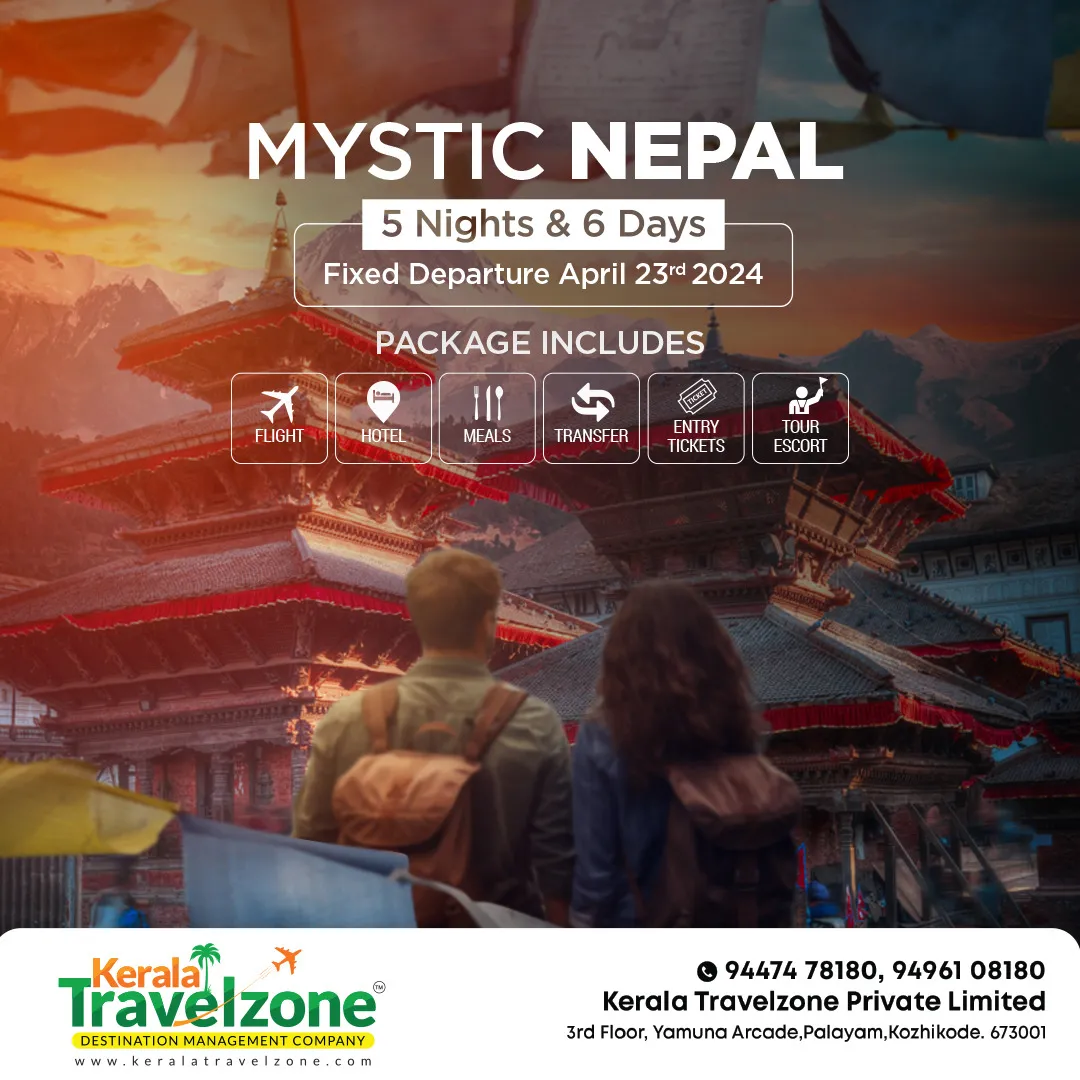 MYSTIC NEPAL
5 Nights & 6 Days
Fixed Departure April 23rd 2024
PACKAGE INCLUDES
FLIGHT
HOTEL
MEALS
TRANSFER
TICKET
ENTRY
TICKETS
TOUR
ESCORT
Kerala
Travelzone TM
DESTINATION MANAGEMENT COMPANY
www.keralatravelzone.com
94474 78180, 94961 08180
Kerala Travelzone Private Limited
3rd Floor, Yamuna Arcade,Palayam,Kozhikode. 673001